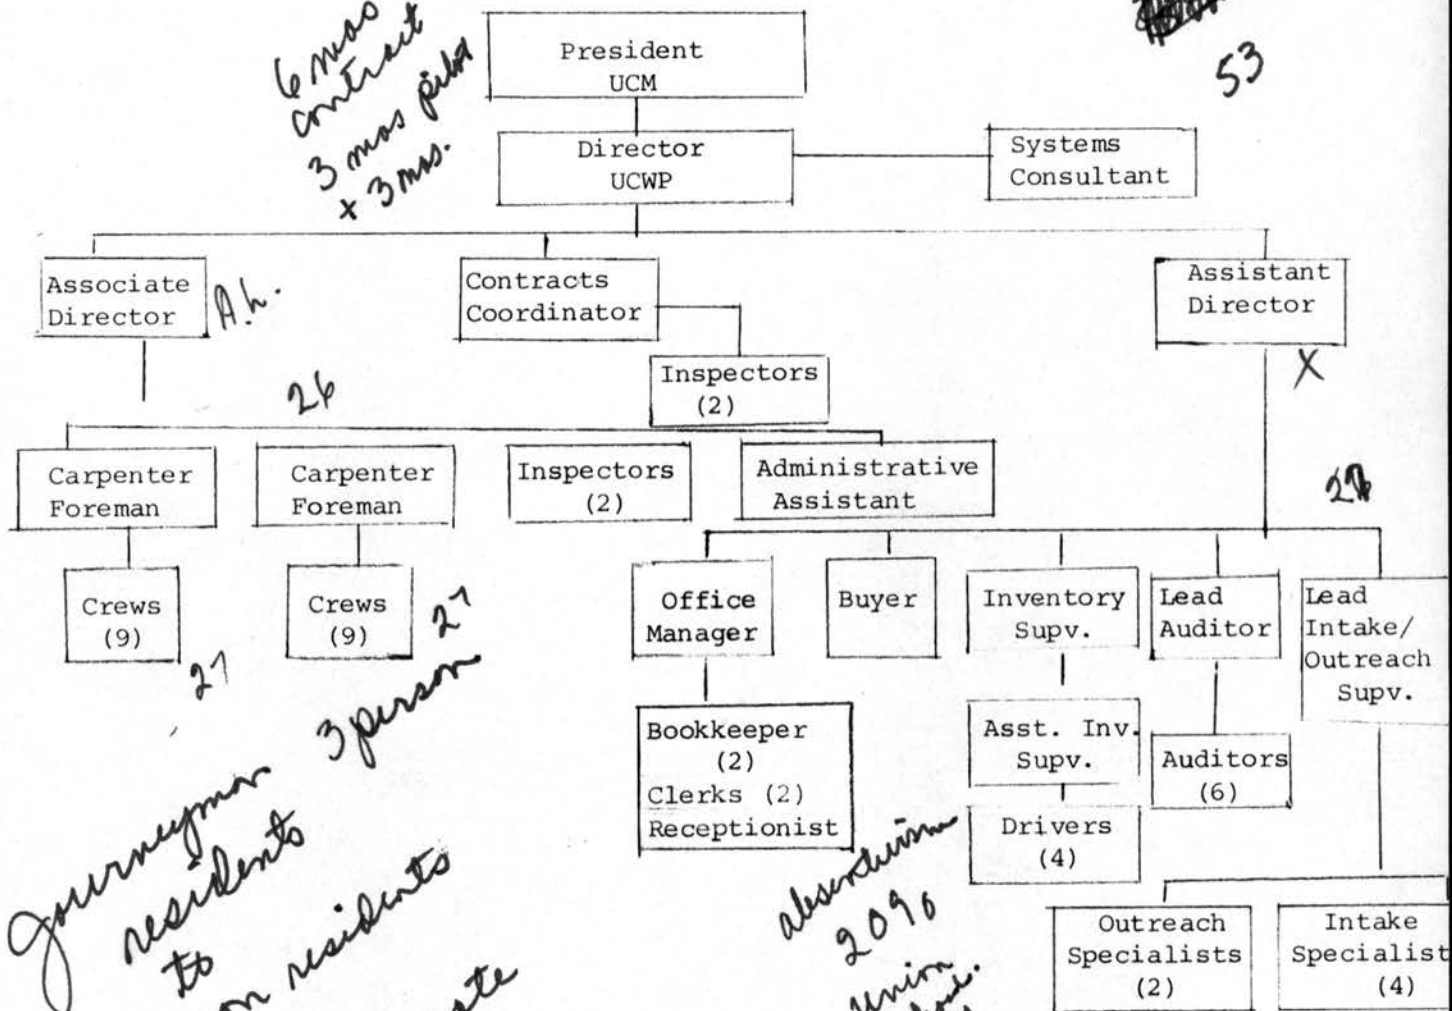 6 mos
contract
3 mos pilot
+ 3 mos.
53
President
UCM
Director
UCWP
Systems
Consultant
Associate
Director
A.h.
Contracts
Coordinator
Assistant
Director
X
Inspectors
(2)
26
Carpenter
Foreman
Carpenter
Foreman
Inspectors
(2)
Administrative
Assistant
Crews
(9)
27
Crews
(9)
27
3 person
Office
Manager
Buyer
Inventory
Supv.
Lead
Auditor
Lead
Intake/
Outreach
Supv.
Bookkeeper
(2)
Clerks (2)
Receptionist
Asst. Inv.
Supv.
Auditors
(6)
Drivers
(4)
Outreach
Specialists
(2)
Intake
Specialist
(4)
Journeyman
residents
to
residents
absenteeism
20%
union